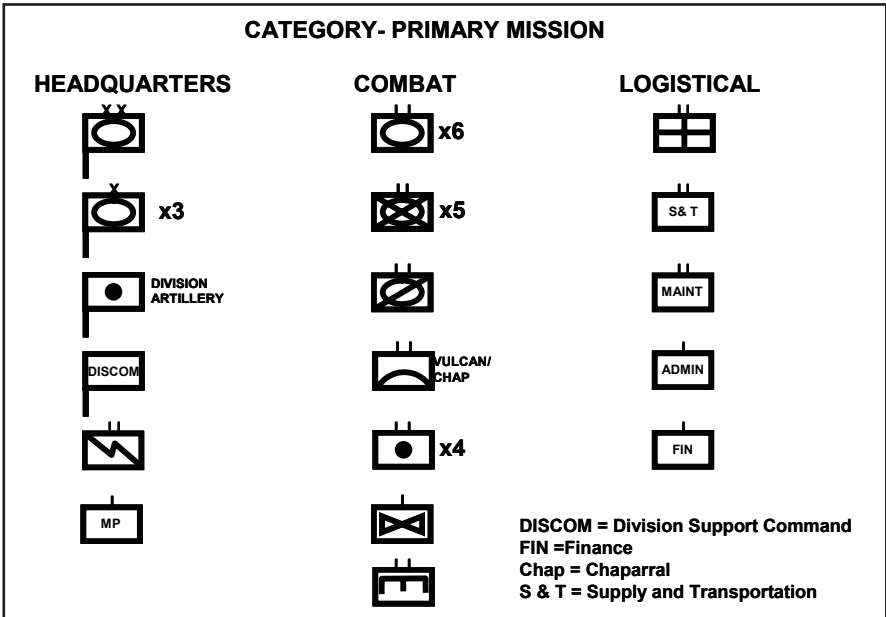 CATEGORY- PRIMARY MISSION
HEADQUARTERS
COMBAT
LOGISTICAL
X X
x6
X
x3
x5
S& T
DIVISION
ARTILLERY
MAINT
DISCOM
VULCAN/
CHAP
ADMIN
x4
FIN
MP
DISCOM = Division Support Command
FIN =Finance
Chap = Chaparral
S & T = Supply and Transportation